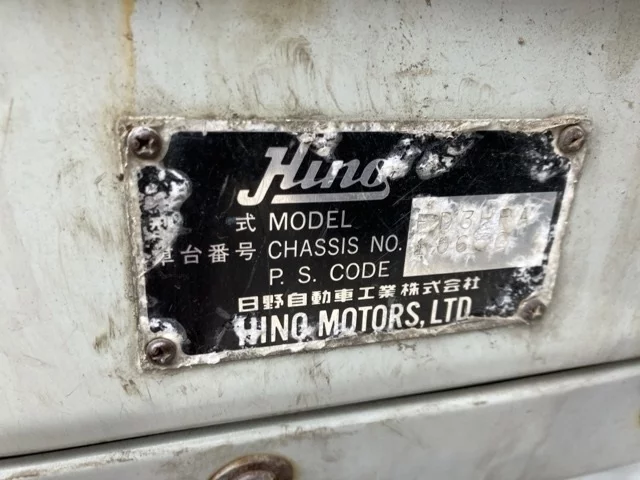 Hino
式 MODEL
車台番号 CHASSIS NO.
P. S. CODE
日野自動車工業株式会社
HINO MOTORS, LTD